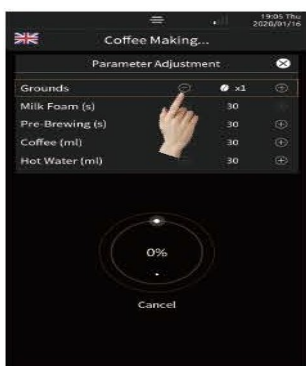 19:05 Thu
2020/01/16
Coffee Making...
Parameter Adjustment
Grounds x1
Milk Foam (s) 30
Pre-Brewing (s) 30
Coffee (ml) 30
Hot Water (ml) 30
0%
Cancel